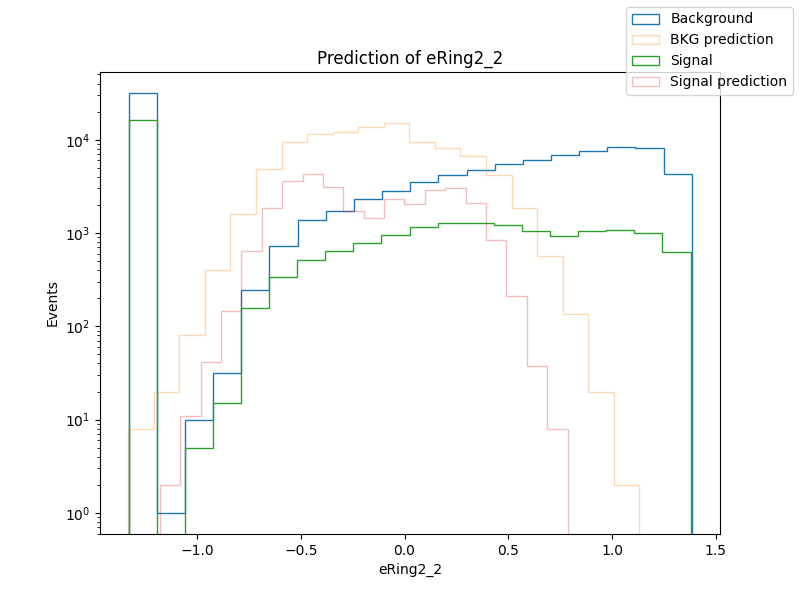 Prediction of eRing2_2
Background
BKG prediction
Signal
Signal prediction
Events
10⁴
10³
10²
10¹
10⁰
−1.0 −0.5 0.0 0.5 1.0 1.5
eRing2_2